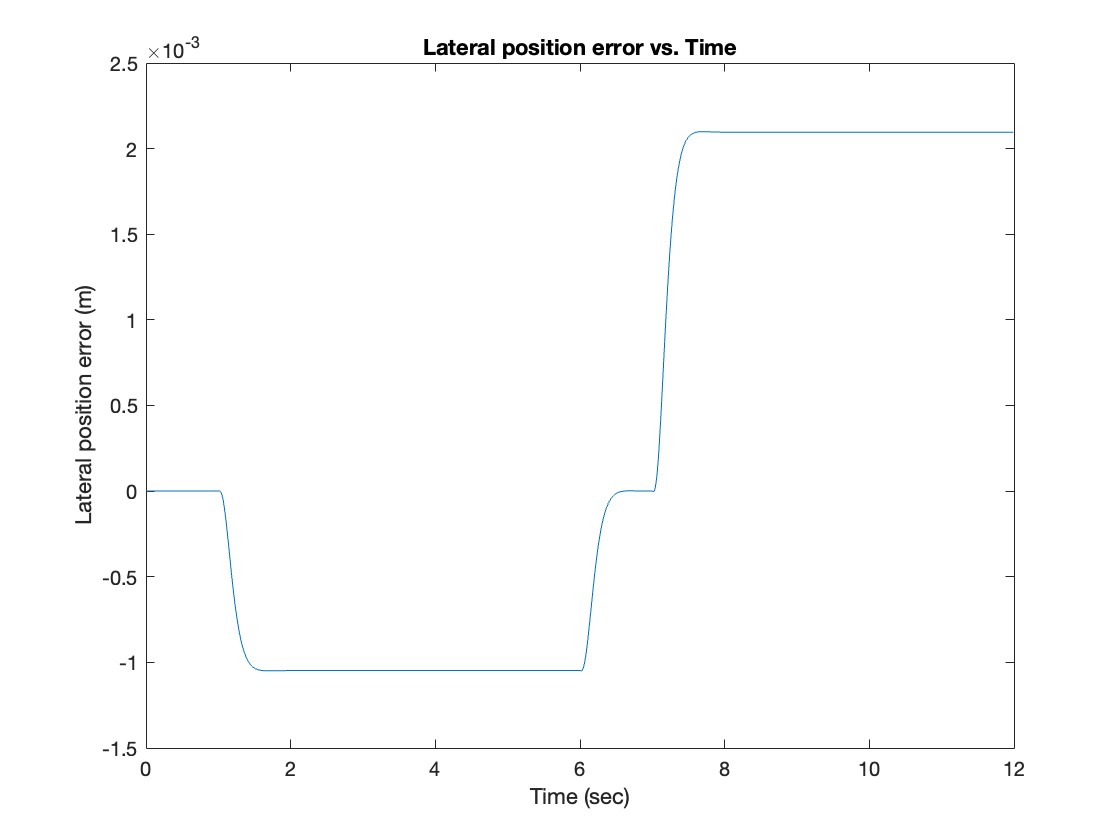 Lateral position error vs. Time
×10-3
2.5
2
1.5
1
0.5
0
-0.5
-1
-1.5
Lateral position error (m)
0 2 4 6 8 10 12
Time (sec)